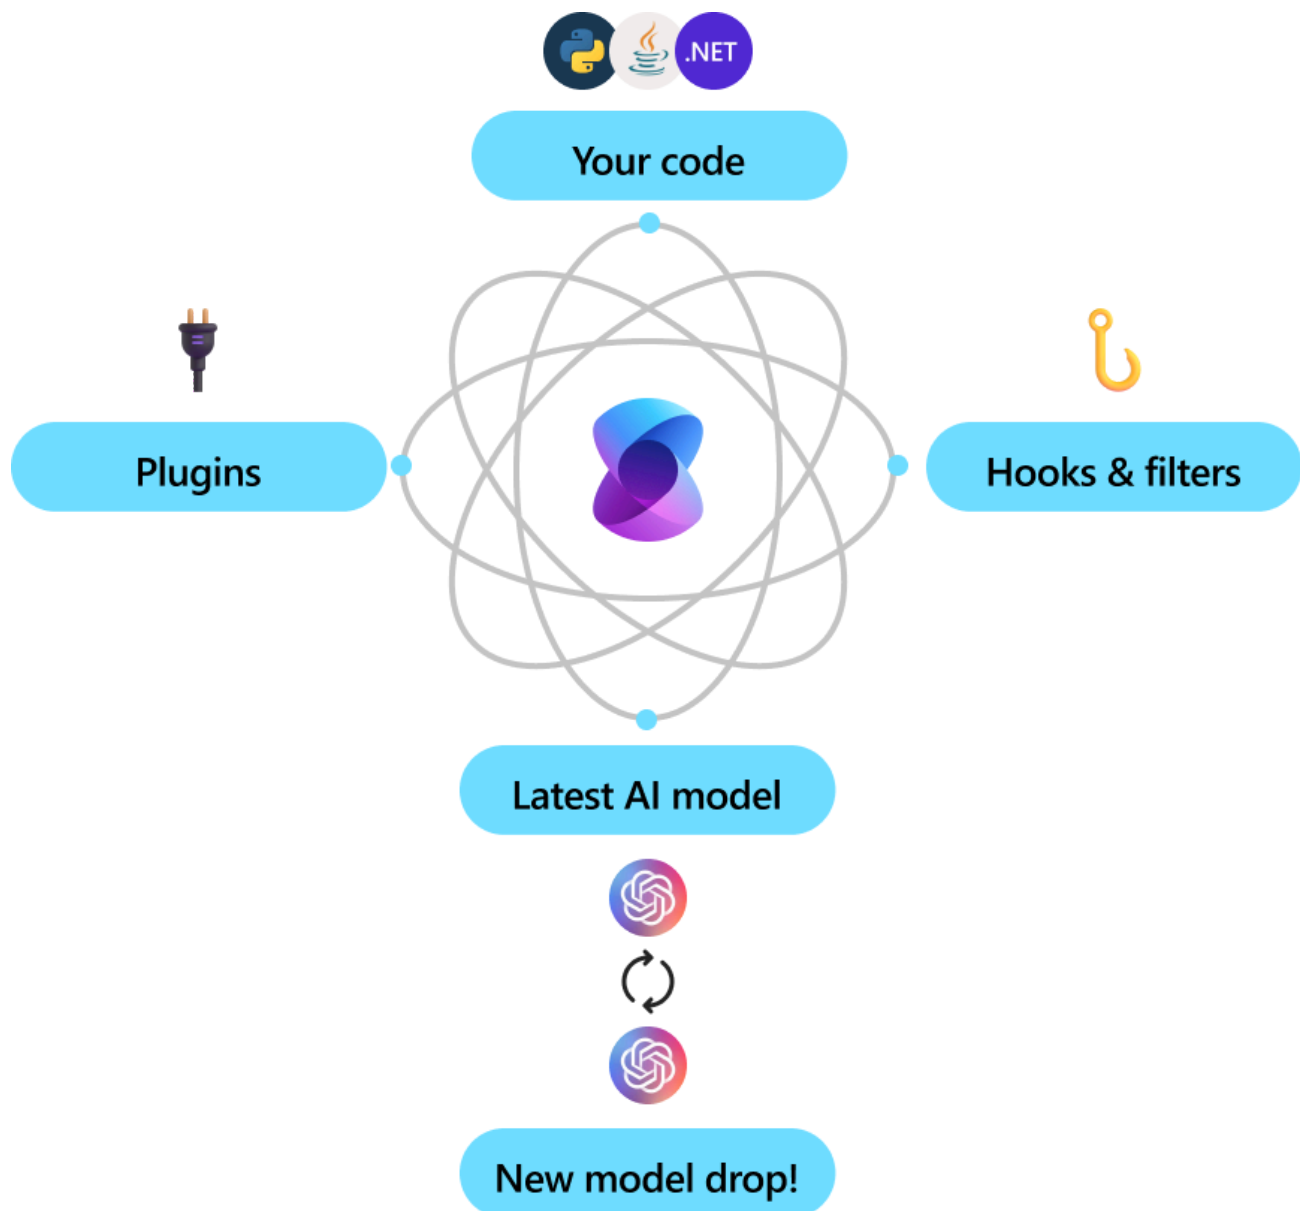 .NET
Your code
Plugins
Hooks & filters
Latest AI model
New model drop!